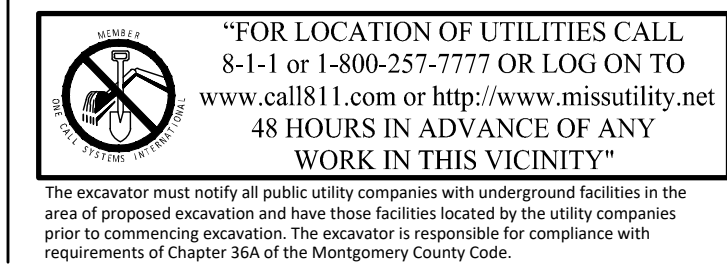 MEMBER
ONE CALL SYSTEMS INTERNATIONAL
“FOR LOCATION OF UTILITIES CALL
8-1-1 or 1-800-257-7777 OR LOG ON TO
www.call811.com or http://www.missutility.net
48 HOURS IN ADVANCE OF ANY
WORK IN THIS VICINITY"
The excavator must notify all public utility companies with underground facilities in the
area of proposed excavation and have those facilities located by the utility companies
prior to commencing excavation. The excavator is responsible for compliance with
requirements of Chapter 36A of the Montgomery County Code.